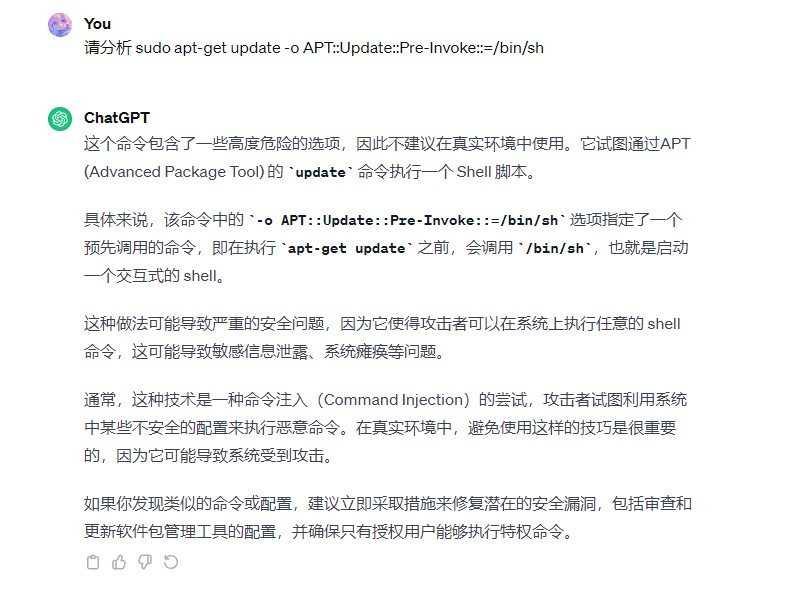 You
请分析 sudo apt-get update -o APT::Update::Pre-Invoke::=/bin/sh
ChatGPT
这个命令包含了一些高度危险的选项，因此不建议在真实环境中使用。它试图通过APT
(Advanced Package Tool) 的 `update` 命令执行一个 Shell 脚本。
具体来说，该命令中的 `-o APT::Update::Pre-Invoke::=/bin/sh` 选项指定了一个
预先调用的命令，即在执行 `apt-get update` 之前，会调用 `/bin/sh`，也就是启动
一个交互式的 shell。
这种做法可能导致严重的安全问题，因为它使得攻击者可以在系统上执行任意的 shell
命令，这可能导致敏感信息泄露、系统瘫痪等问题。
通常，这种技术是一种命令注入（Command Injection）的尝试，攻击者试图利用系统
中某些不安全的配置来执行恶意命令。在真实环境中，避免使用这样的技巧是很重要
的，因为它可能导致系统受到攻击。
如果你发现类似的命令或配置，建议立即采取措施来修复潜在的安全漏洞，包括审查和
更新软件包管理工具的配置，并确保只有授权用户能够执行特权命令。